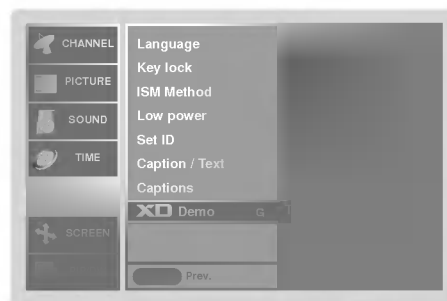 CHANNEL
PICTURE
SOUND
TIME
SCREEN
Language
Key lock
ISM Method
Low power
Set ID
Caption / Text
Captions
XD Demo G
Prev.